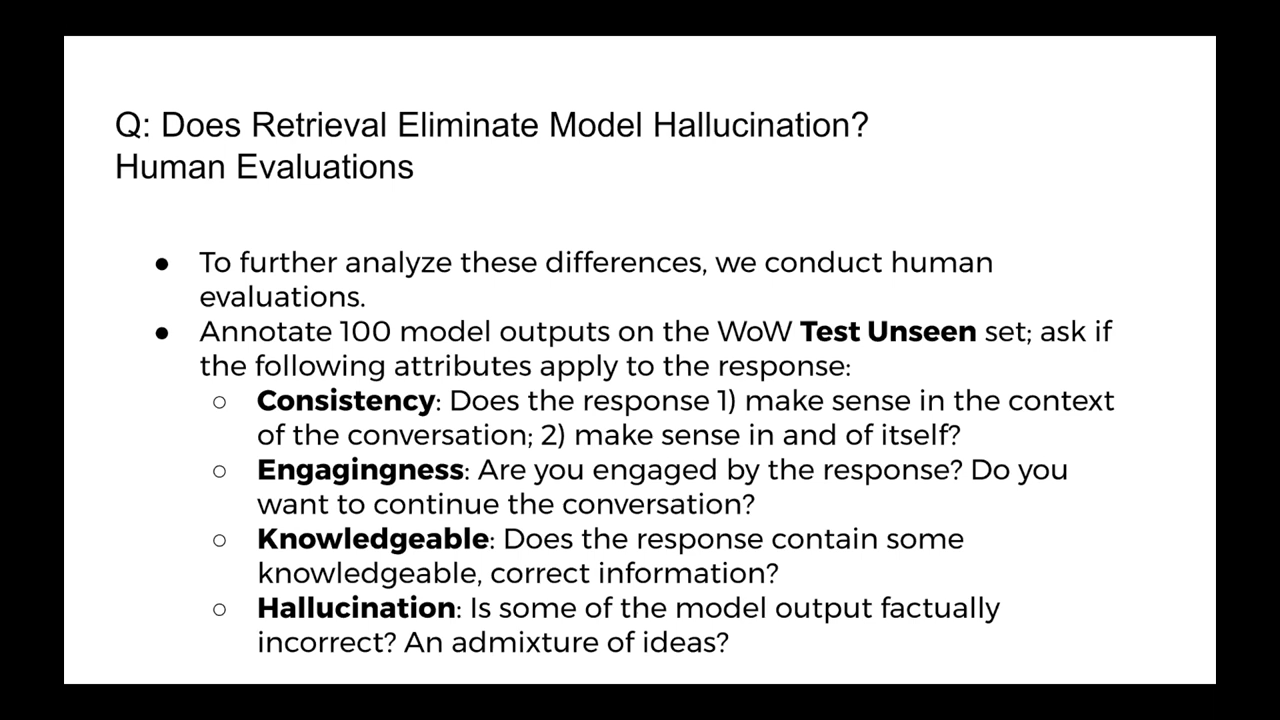 Q: Does Retrieval Eliminate Model Hallucination?
Human Evaluations
● To further analyze these differences, we conduct human
evaluations.
● Annotate 100 model outputs on the WoW Test Unseen set; ask if
the following attributes apply to the response:
○ Consistency: Does the response 1) make sense in the context
of the conversation; 2) make sense in and of itself?
○ Engagingness: Are you engaged by the response? Do you
want to continue the conversation?
○ Knowledgeable: Does the response contain some
knowledgeable, correct information?
○ Hallucination: Is some of the model output factually
incorrect? An admixture of ideas?